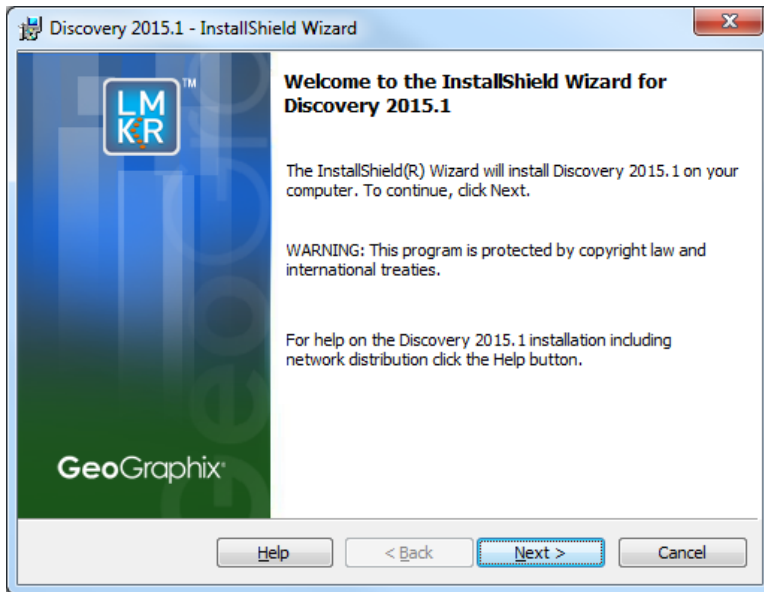 Discovery 2015.1 - InstallShield Wizard
LM
KR
TM
Welcome to the InstallShield Wizard for
Discovery 2015.1
The InstallShield(R) Wizard will install Discovery 2015.1 on your
computer. To continue, click Next.
WARNING: This program is protected by copyright law and
international treaties.
For help on the Discovery 2015.1 installation including
network distribution click the Help button.
GeoGraphix®
GeoGra
Help
< Back
Next >
Cancel